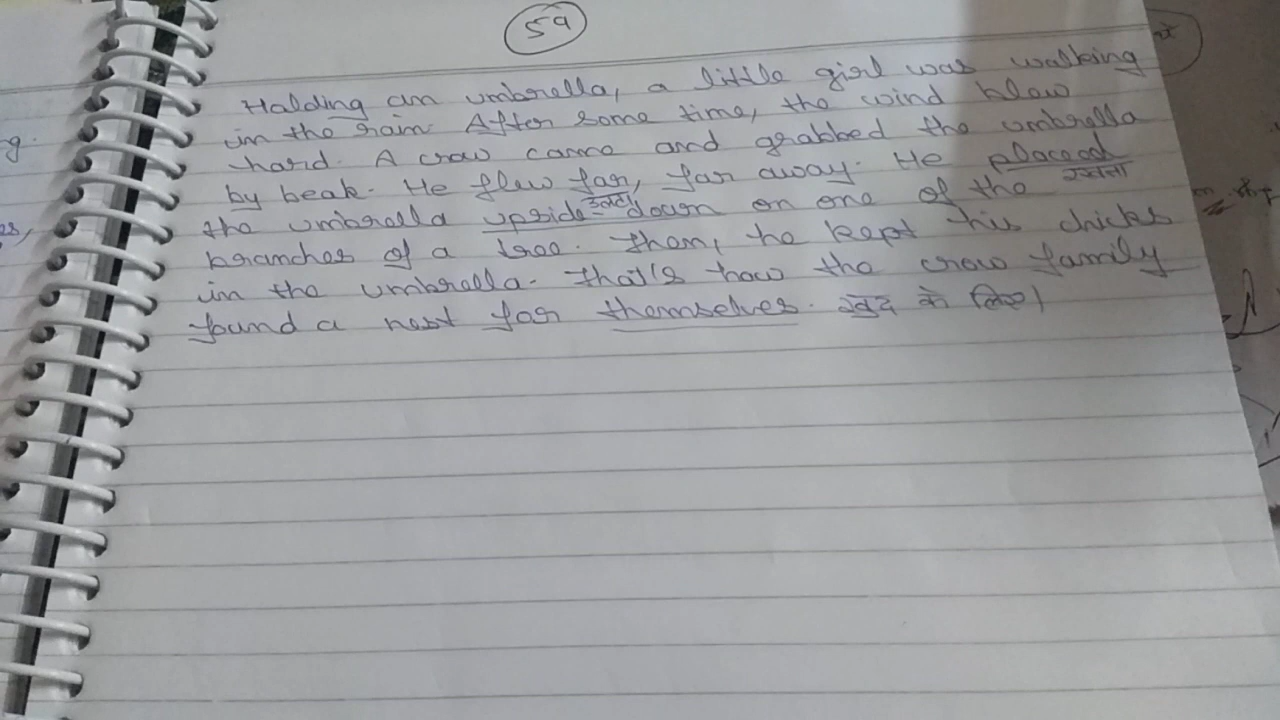 59
Holding an umbrella, a little girl was walking
in the rain. After some time, the wind blew
hard. A crow came and grabbed the umbrella
by beak. He flew far, far away. He placed
उल्टा रखना
the umbrella upside-down on one of the
branches of a tree. Then, he kept his chicks
in the umbrella. That's how the crow family
found a nest for themselves. खुद के लिए।
g.